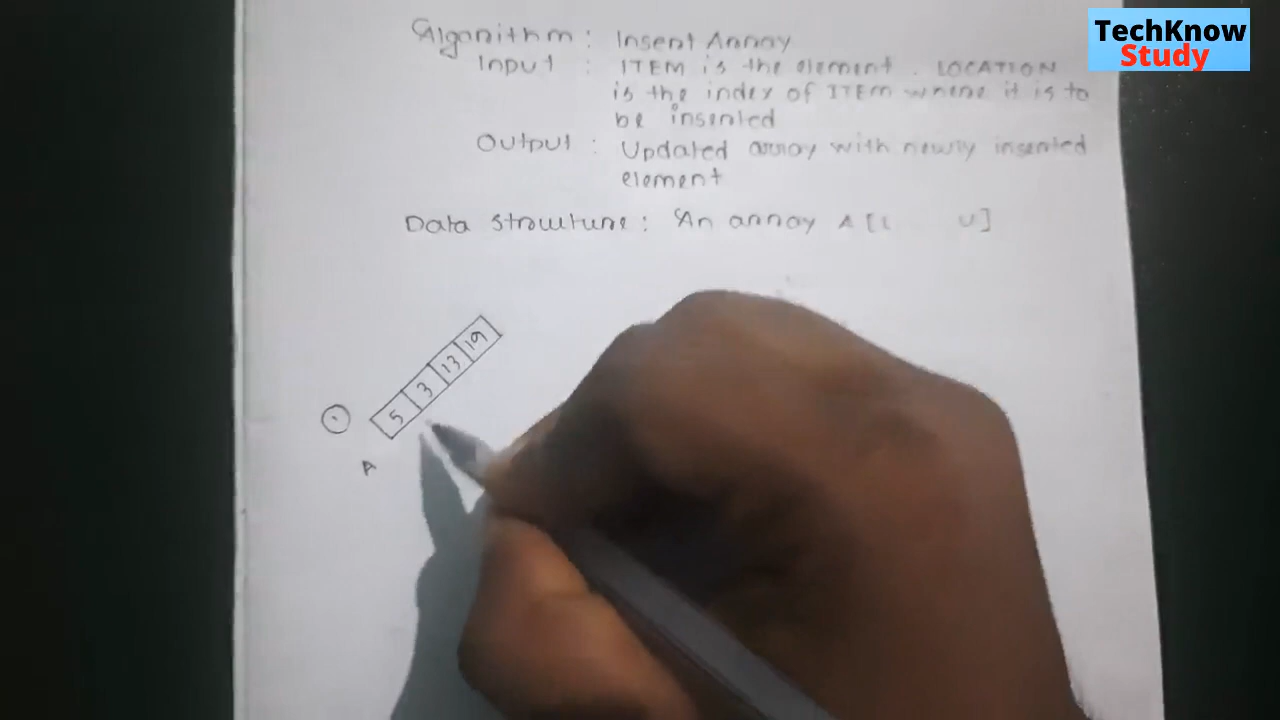 TechKnow
Study
Algorithm: Insert Array
Input : ITEM is the element. LOCATION
is the index of ITEM where it is to
be inserted
Output : Updated array with newly inserted
element
Data structure: An array A[L U]
1
5 3 13 19
A